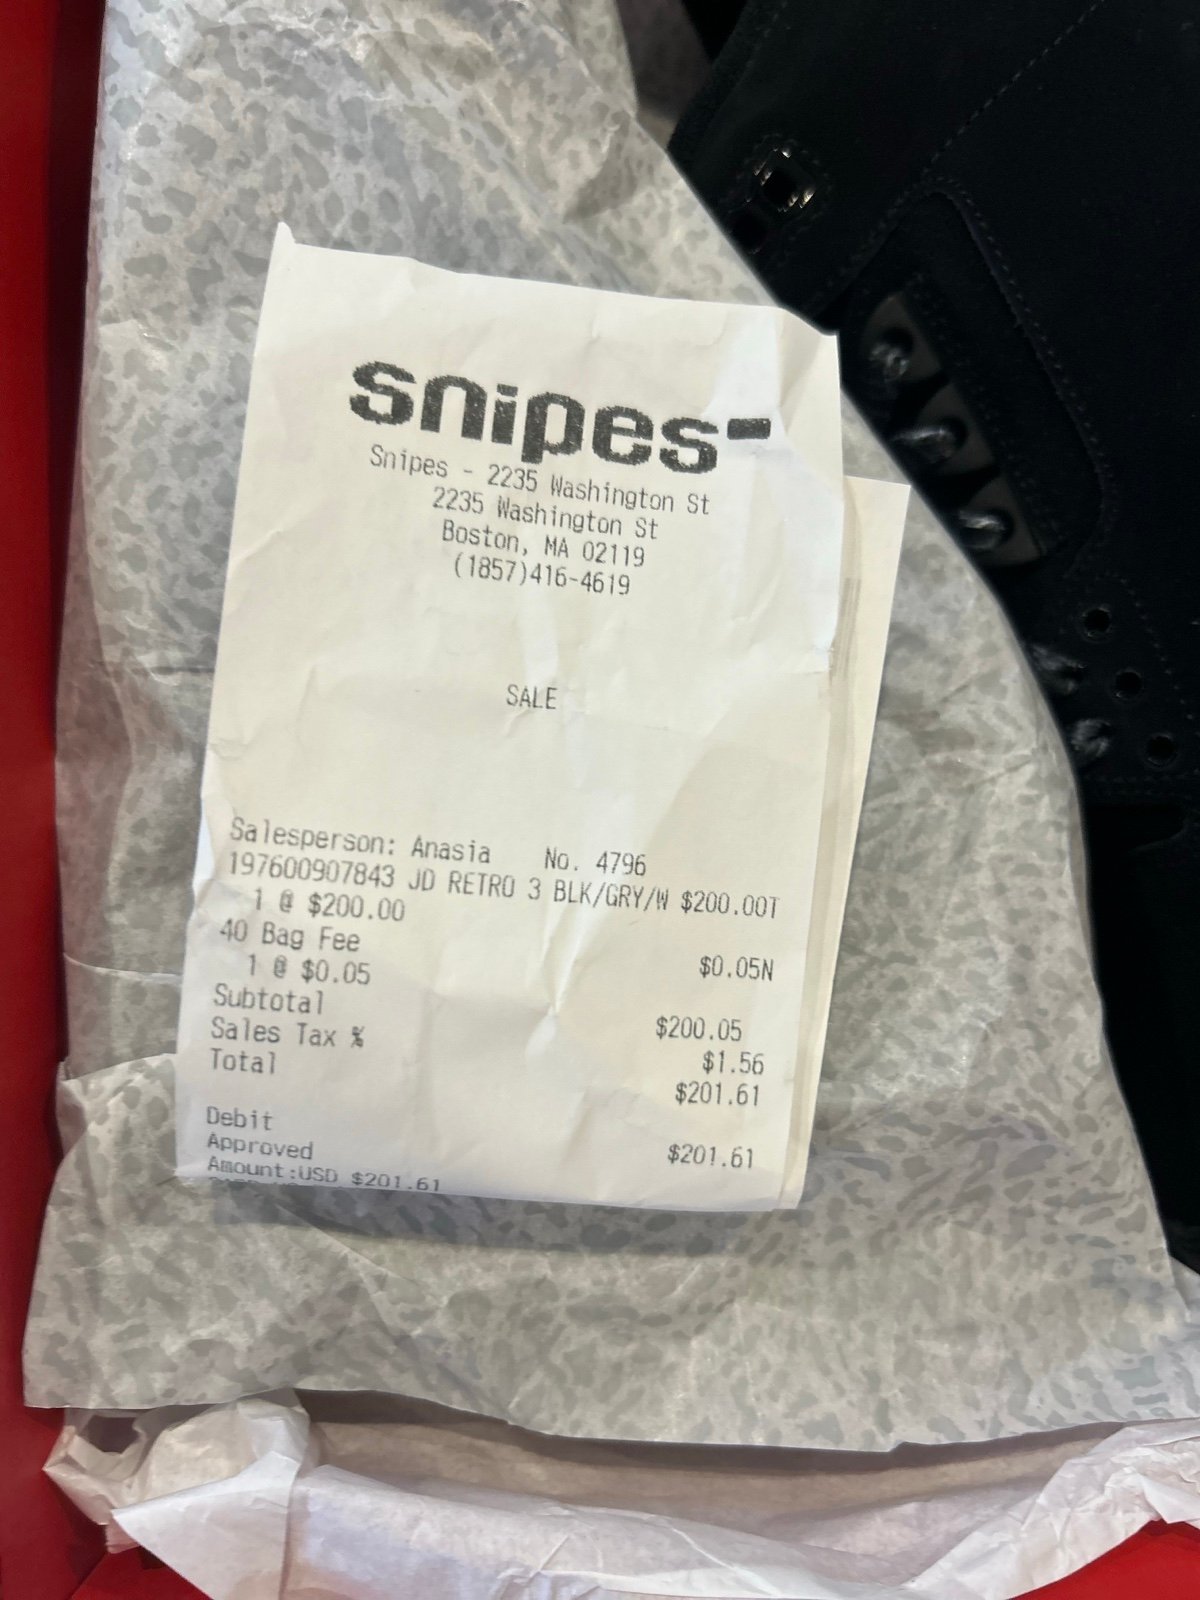 snipes
Snipes - 2235 Washington St
2235 Washington St
Boston, MA 02119
(1857)416-4619
SALE
Salesperson: Anasia No. 4796
197600907843 JD RETRO 3 BLK/GRY/W $200.00T
1 @ $200.00
40 Bag Fee
1 @ $0.05 $0.05N
Subtotal $200.05
Sales Tax % $1.56
Total $201.61
Debit $201.61
Approved
Amount:USD $201.61